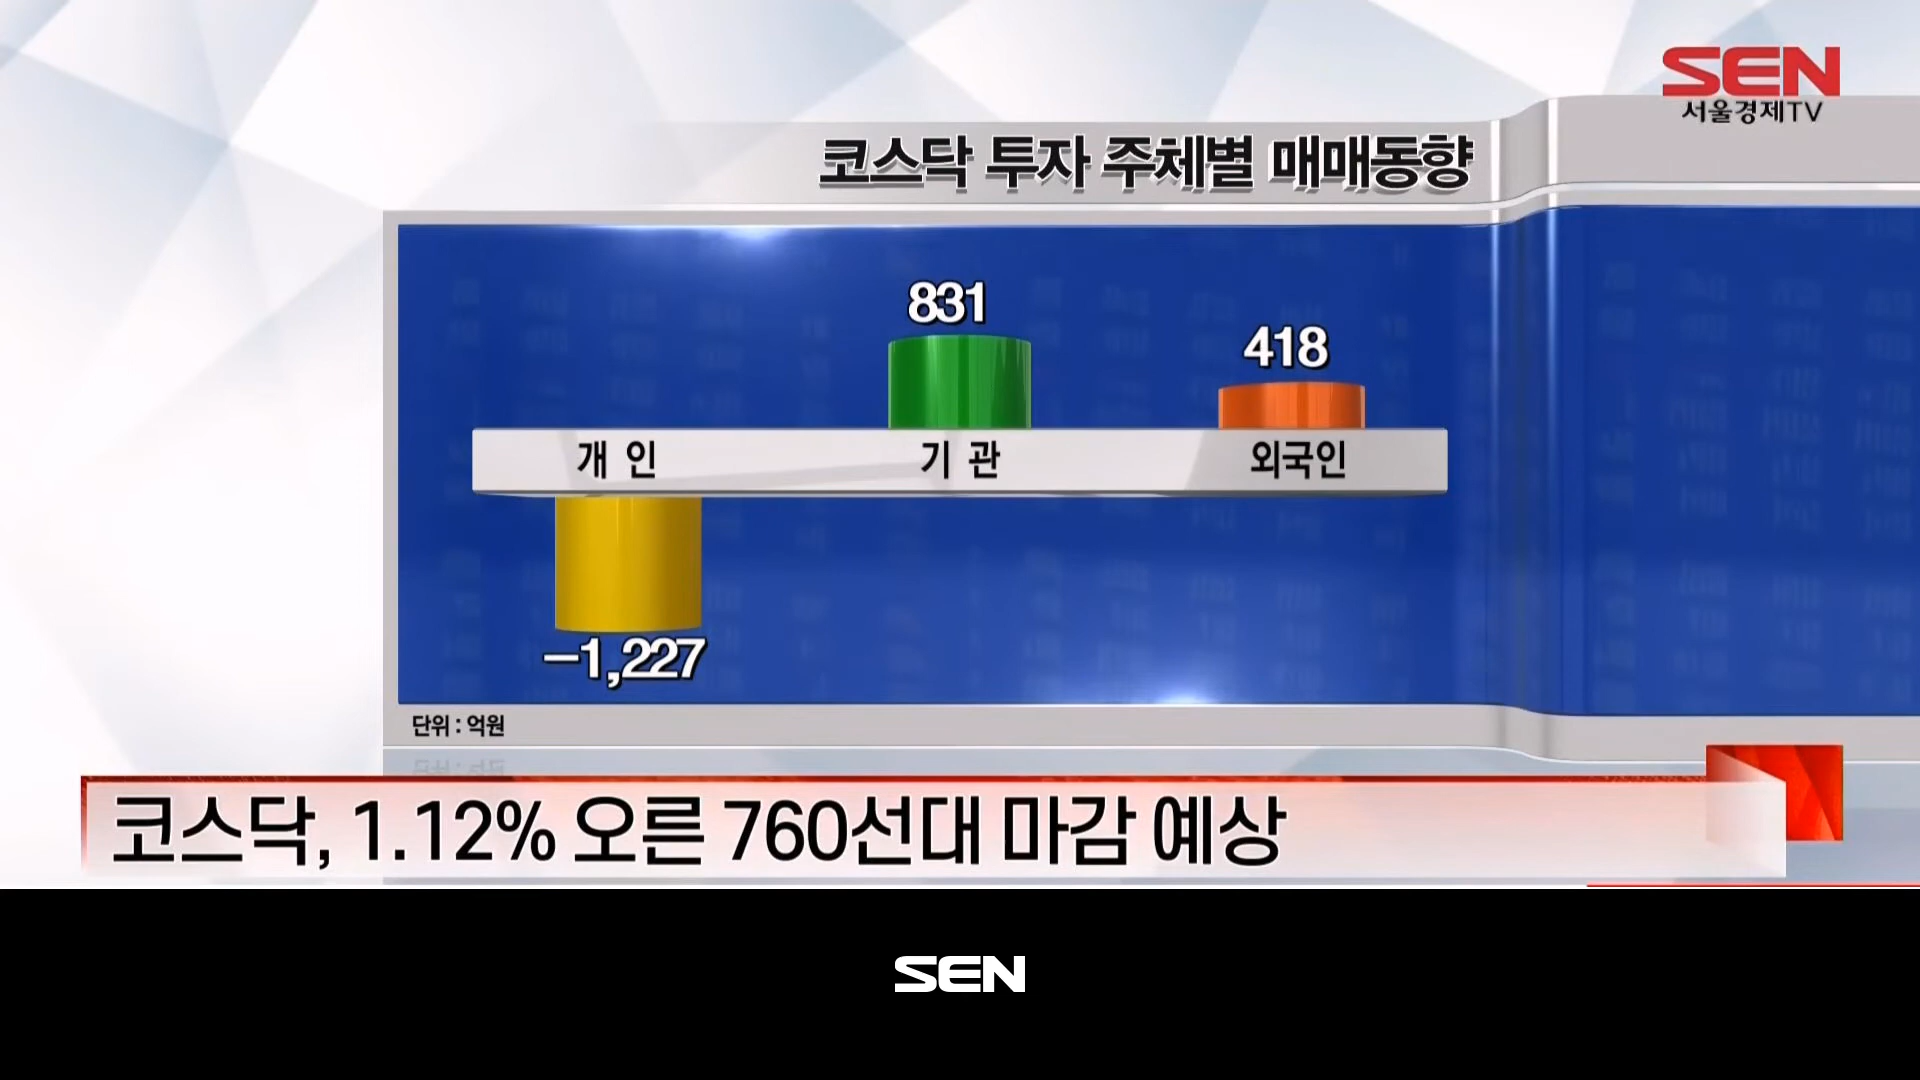 SEN
서울경제TV
코스닥 투자 주체별 매매동향
831
418
개 인 기 관 외국인
-1,227
단위 : 억원
코스닥, 1.12% 오른 760선대 마감 예상
SEN